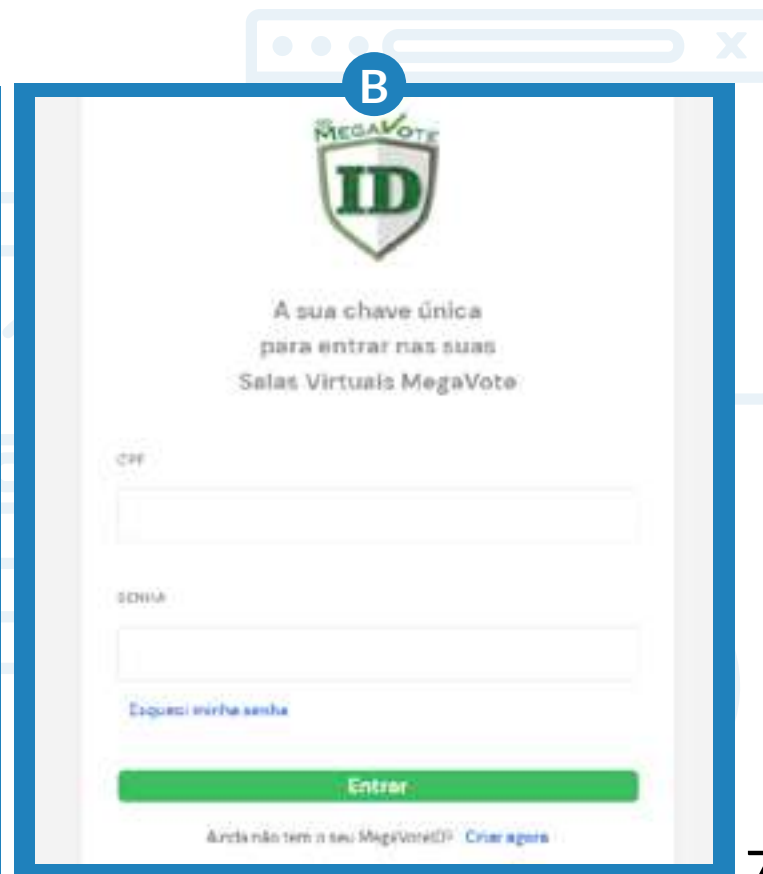 B
MEGAVOTE
ID
A sua chave única
para entrar nas suas
Salas Virtuais MegaVote
CPF
SENHA
Esqueci minha senha
Entrar
Ainda não tem o seu MegaVoteID? Criar agora